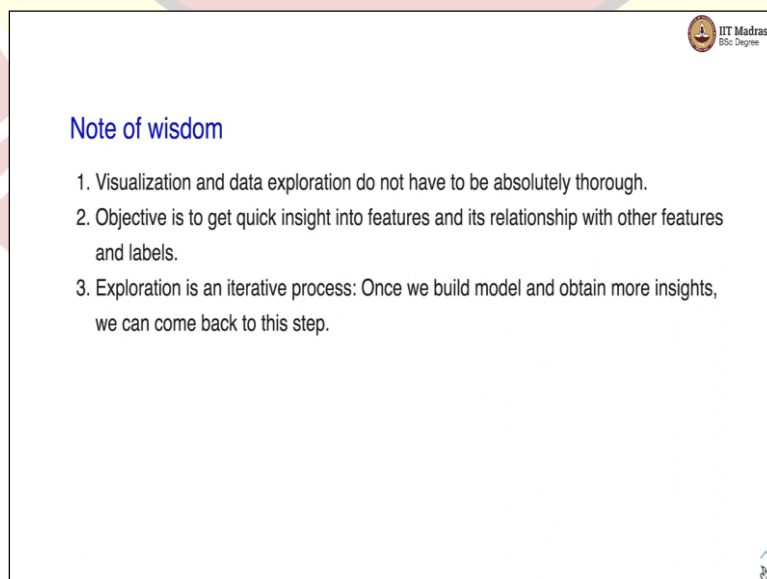 IIT Madras
BSc Degree
Note of wisdom
1. Visualization and data exploration do not have to be absolutely thorough.
2. Objective is to get quick insight into features and its relationship with other features
and labels.
3. Exploration is an iterative process: Once we build model and obtain more insights,
we can come back to this step.